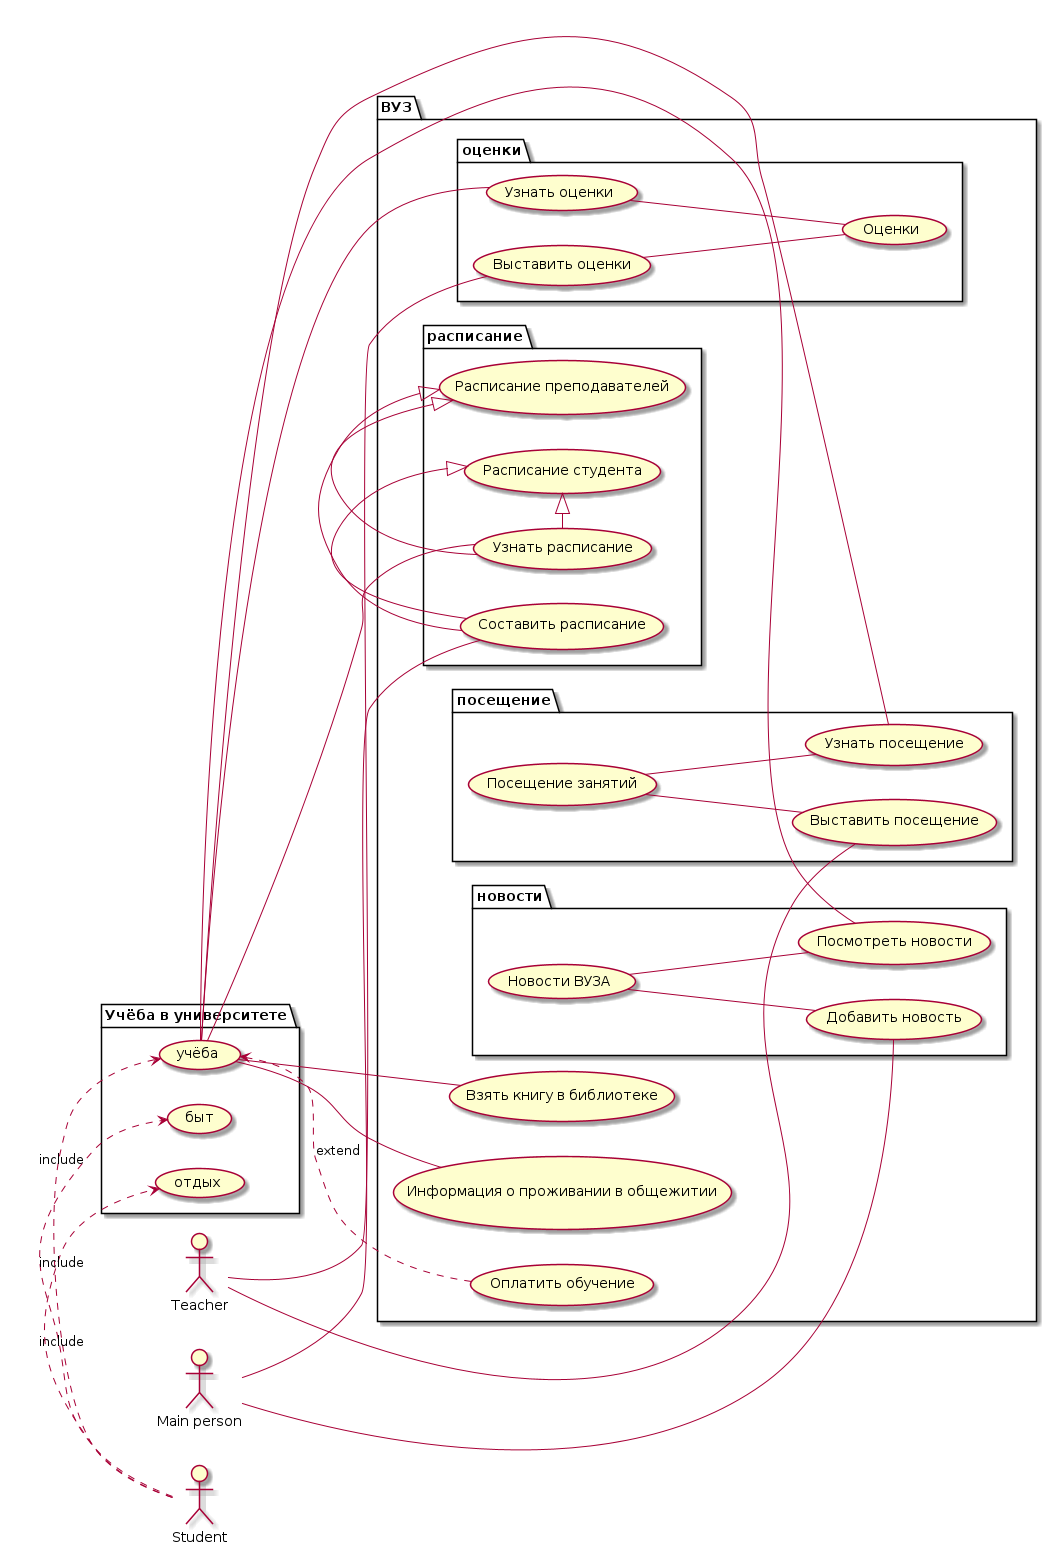 ВУЗ
оценки
Узнать оценки
Оценки
Выставить оценки
расписание
Расписание преподавателей
Расписание студента
Узнать расписание
Составить расписание
посещение
Узнать посещение
Посещение занятий
Выставить посещение
новости
Посмотреть новости
Новости ВУЗА
Добавить новость
Учёба в университете
учёба
Взять книгу в библиотеке
быт
extend
include
отдых
Информация о проживании в общежитии
include
Оплатить обучение
Teacher
include
Main person
Student